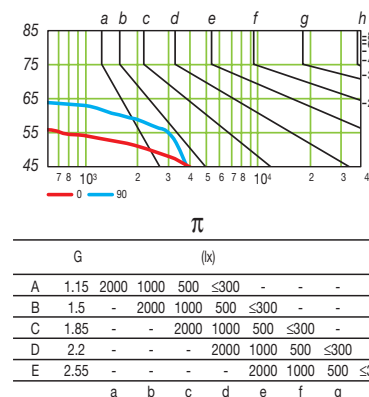 a b c d e f g h
85
75
65
55
45
7 8 10³ 2 3 4 5 6 7 8 10⁴ 2 3 4
0 90
π
G (lx)
A 1.15 2000 1000 500 ≤300 - - -
B 1.5 - 2000 1000 500 ≤300 - -
C 1.85 - - 2000 1000 500 ≤300 -
D 2.2 - - - 2000 1000 500 ≤300
E 2.55 - - - - 2000 1000 500
a b c d e f g